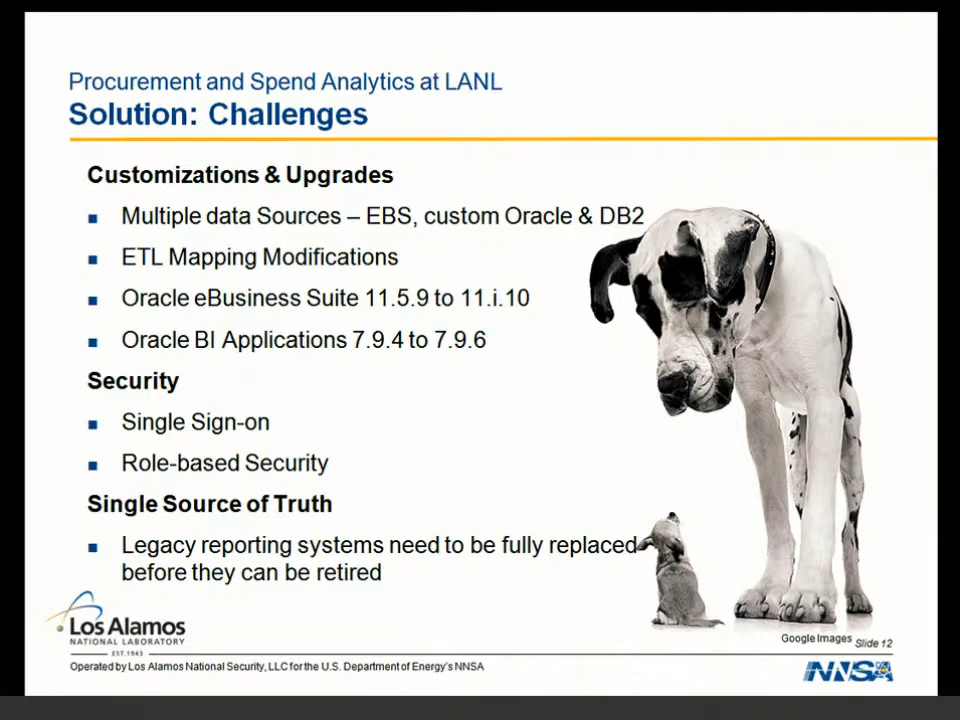 Procurement and Spend Analytics at LANL
Solution: Challenges
Customizations & Upgrades
Multiple data Sources – EBS, custom Oracle & DB2
ETL Mapping Modifications
Oracle eBusiness Suite 11.5.9 to 11.i.10
Oracle BI Applications 7.9.4 to 7.9.6
Security
Single Sign-on
Role-based Security
Single Source of Truth
Legacy reporting systems need to be fully replaced
before they can be retired
Los Alamos
NATIONAL LABORATORY
EST.1943
Google Images
Slide 12
Operated by Los Alamos National Security, LLC for the U.S. Department of Energy's NNSA
NNSA